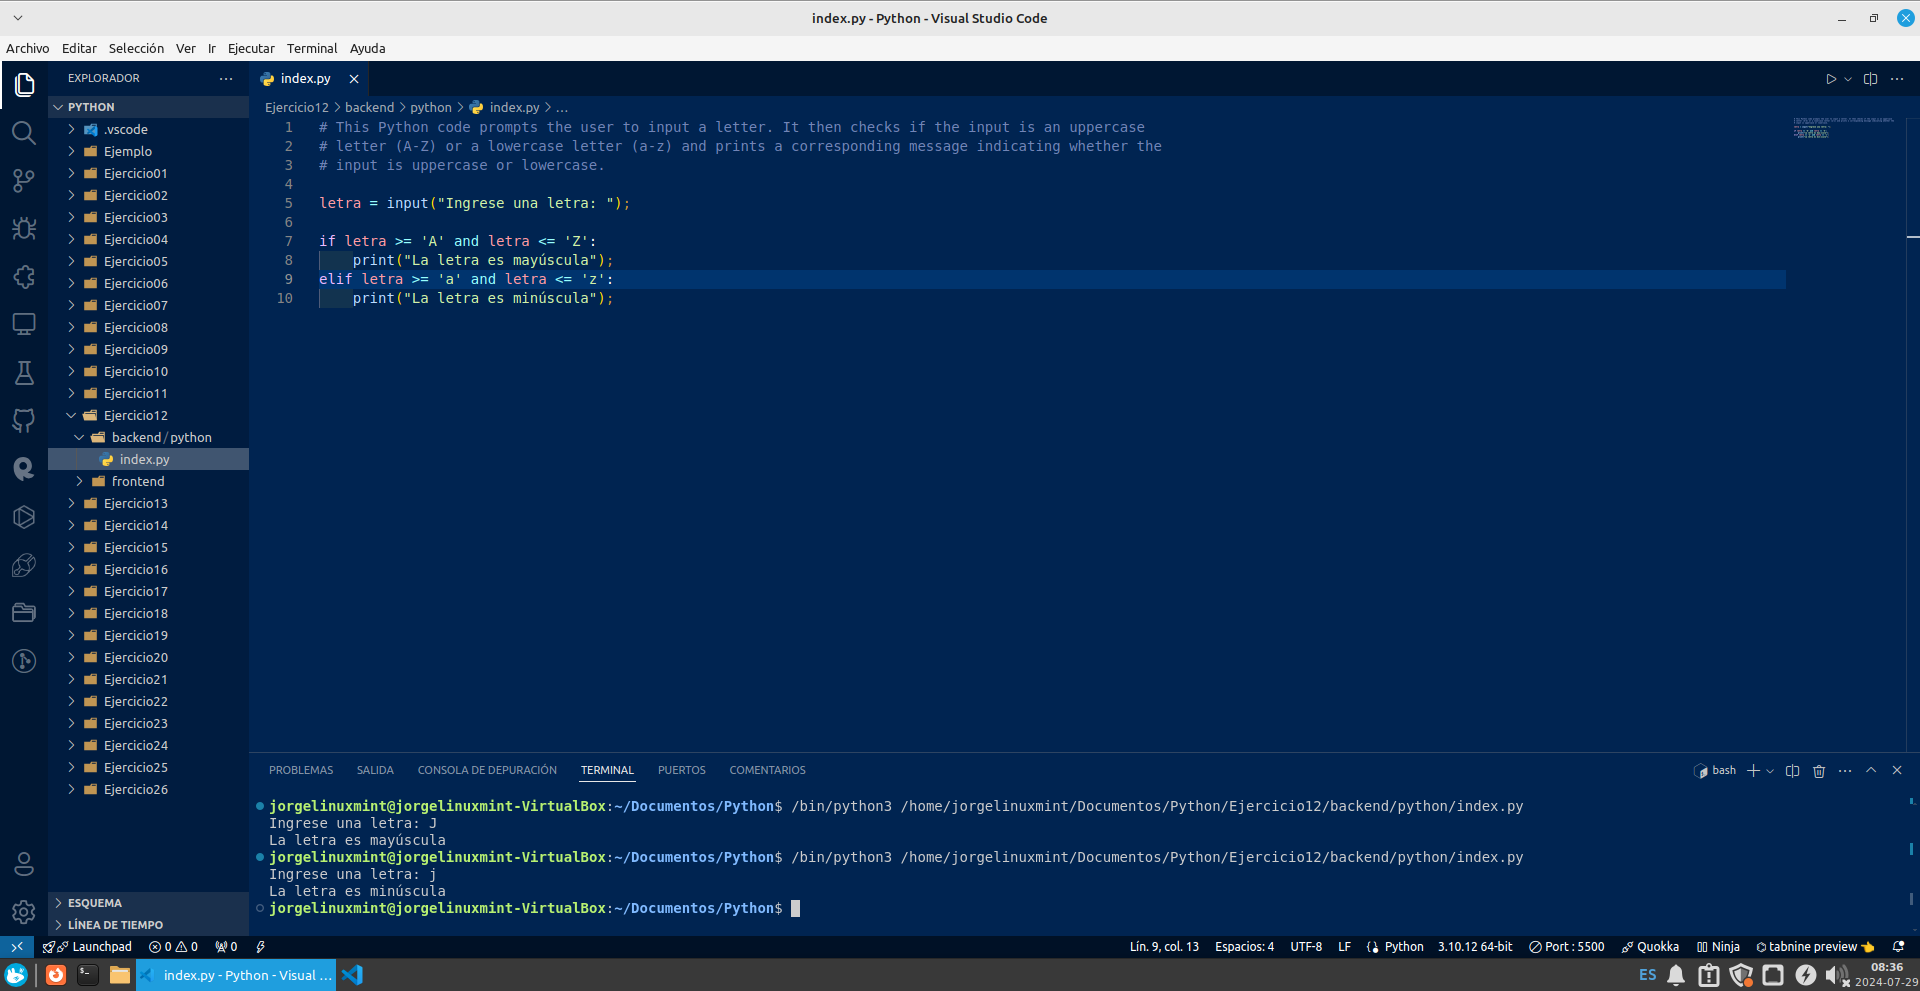 index.py - Python - Visual Studio Code
Archivo Editar Selección Ver Ir Ejecutar Terminal Ayuda
EXPLORADOR
PYTHON
.vscode
Ejemplo
Ejercicio01
Ejercicio02
Ejercicio03
Ejercicio04
Ejercicio05
Ejercicio06
Ejercicio07
Ejercicio08
Ejercicio09
Ejercicio10
Ejercicio11
Ejercicio12
backend/python
index.py
frontend
Ejercicio13
Ejercicio14
Ejercicio15
Ejercicio16
Ejercicio17
Ejercicio18
Ejercicio19
Ejercicio20
Ejercicio21
Ejercicio22
Ejercicio23
Ejercicio24
Ejercicio25
Ejercicio26
ESQUEMA
LÍNEA DE TIEMPO
index.py
Ejercicio12 > backend > python > index.py > ...
1 # This Python code prompts the user to input a letter. It then checks if the input is an uppercase
2 # letter (A-Z) or a lowercase letter (a-z) and prints a corresponding message indicating whether the
3 # input is uppercase or lowercase.
4
5 letra = input("Ingrese una letra: ");
6
7 if letra >= 'A' and letra <= 'Z':
8 print("La letra es mayúscula");
9 elif letra >= 'a' and letra <= 'z':
10 print("La letra es minúscula");
PROBLEMAS SALIDA CONSOLA DE DEPURACIÓN TERMINAL PUERTOS COMENTARIOS
bash
jorgelinuxmint@jorgelinuxmint-VirtualBox:~/Documentos/Python$ /bin/python3 /home/jorgelinuxmint/Documentos/Python/Ejercicio12/backend/python/index.py
Ingrese una letra: J
La letra es mayúscula
jorgelinuxmint@jorgelinuxmint-VirtualBox:~/Documentos/Python$ /bin/python3 /home/jorgelinuxmint/Documentos/Python/Ejercicio12/backend/python/index.py
Ingrese una letra: j
La letra es minúscula
jorgelinuxmint@jorgelinuxmint-VirtualBox:~/Documentos/Python$
Launchpad 0 0 0 Lín. 9, col. 13 Espacios: 4 UTF-8 LF Python 3.10.12 64-bit Port : 5500 Quokka Ninja tabnine preview
index.py - Python - Visual ... ES 08:36
2024-07-29